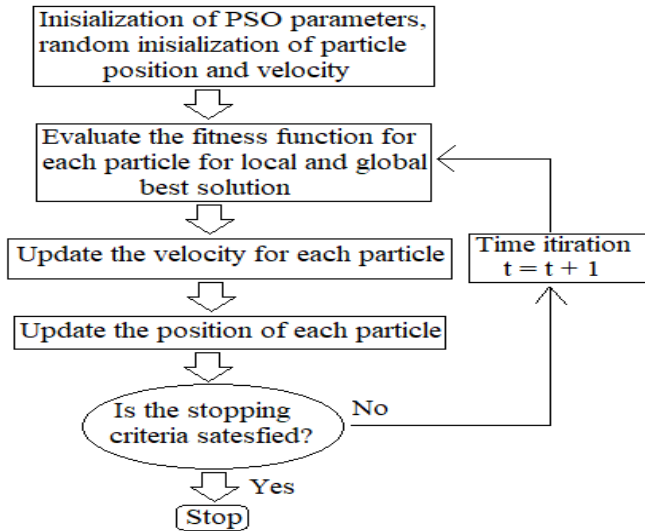 Inisialization of PSO parameters,
random inisialization of particle
position and velocity
Evaluate the fitness function for
each particle for local and global
best solution
Update the velocity for each particle
Time itiration
t = t + 1
Update the position of each particle
Is the stopping
criteria satesfied?
No
Yes
Stop